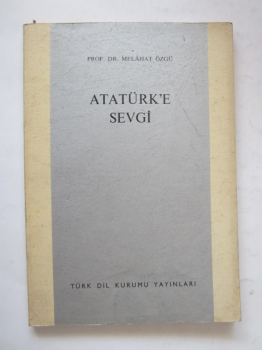 PROF. DR. MELÂHAT ÖZGÜ
ATATÜRK'E
SEVGİ
TÜRK DİL KURUMU YAYINLARI